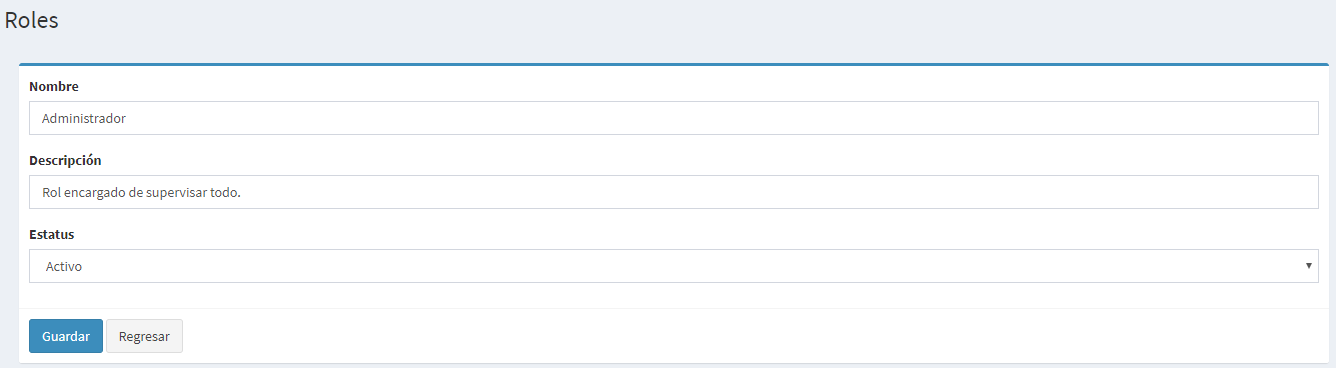 Roles
Nombre
Administrador
Descripción
Rol encargado de supervisar todo.
Estatus
Activo
Guardar Regresar